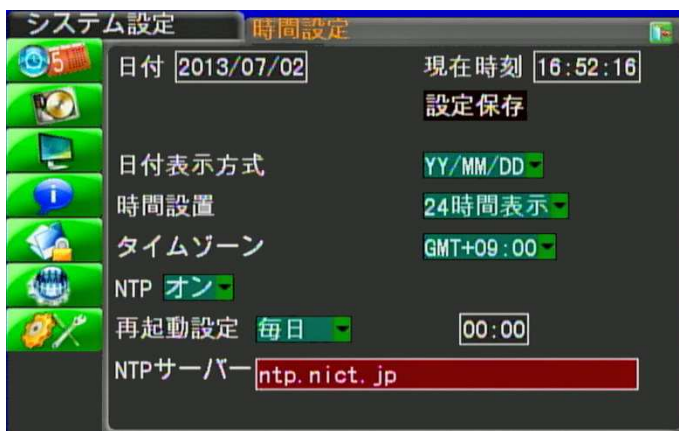 システム設定 時間設定
日付 2013/07/02 現在時刻 16:52:16
設定保存
日付表示方式 YY/MM/DD
時間設置 24時間表示
タイムゾーン GMT+09:00
NTP オン
再起動設定 毎日 00:00
NTPサーバー ntp.nict.jp
5
i